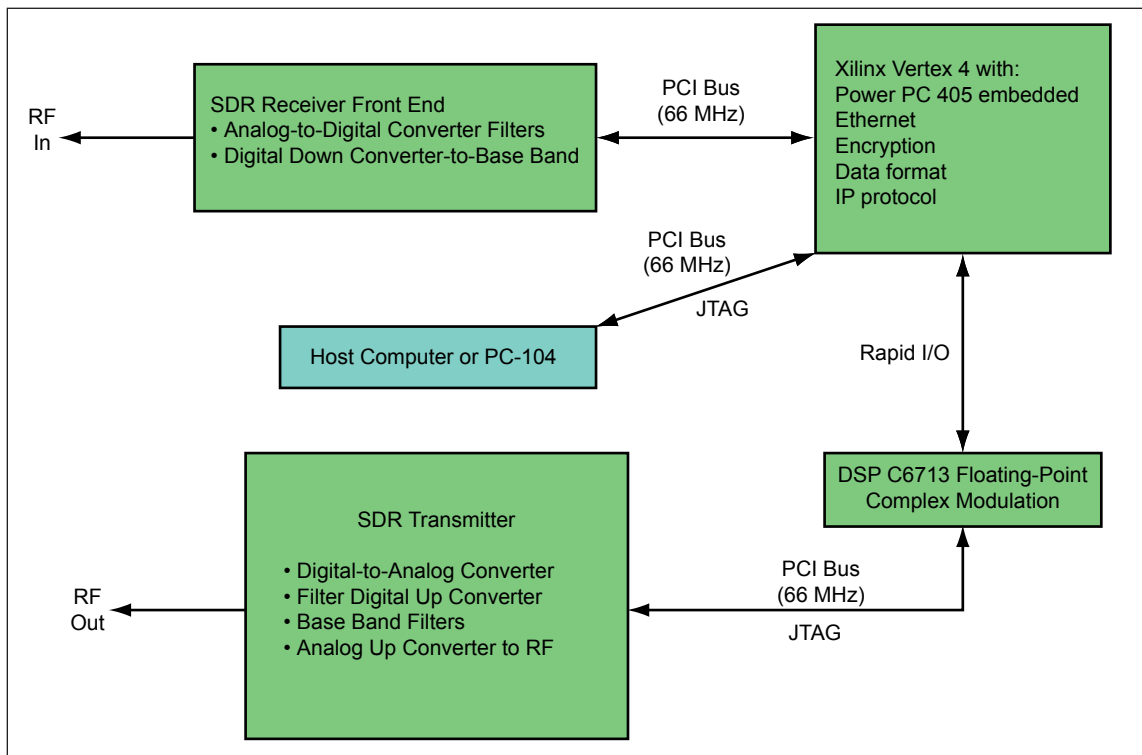 RF
In
SDR Receiver Front End
• Analog-to-Digital Converter Filters
• Digital Down Converter-to-Base Band
PCI Bus
(66 MHz)
Xilinx Vertex 4 with:
Power PC 405 embedded
Ethernet
Encryption
Data format
IP protocol
PCI Bus
(66 MHz)
JTAG
Host Computer or PC-104
Rapid I/O
DSP C6713 Floating-Point
Complex Modulation
RF
Out
SDR Transmitter
• Digital-to-Analog Converter
• Filter Digital Up Converter
• Base Band Filters
• Analog Up Converter to RF
PCI Bus
(66 MHz)
JTAG